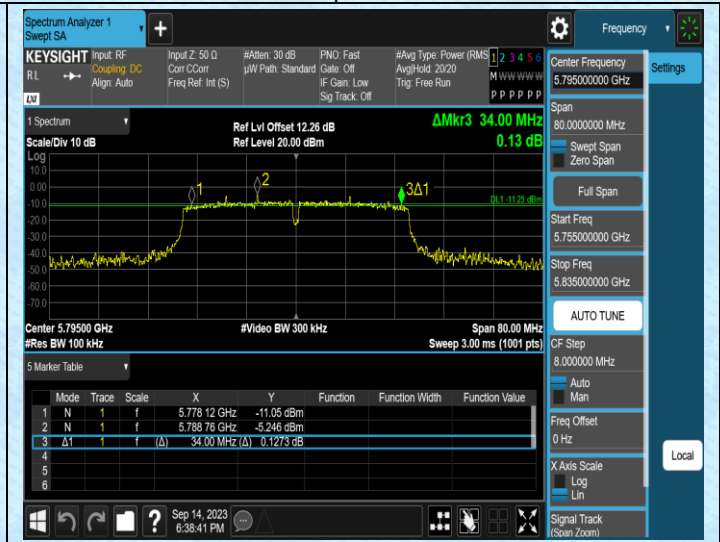 Spectrum Analyzer 1
Swept SA
+
Frequency
KEYSIGHT Input: RF Input Z: 50 Ω #Atten: 30 dB PNO: Fast #Avg Type: Power (RMS 1 2 3 4 5 6
RL Coupling: DC Corr CCorr µW Path: Standard Gate: Off Avg|Hold: 20/20 M W W W W W
Align: Auto Freq Ref: Int (S) IF Gain: Low Trig: Free Run
LXI Sig Track: Off P P P P P P
1 Spectrum Ref Lvl Offset 12.26 dB ΔMkr3 34.00 MHz
Scale/Div 10 dB Ref Level 20.00 dBm 0.13 dB
Log
10.0
0.00
-10.0
-20.0
-30.0
-40.0
-50.0
-60.0
-70.0
1
2
3Δ1
DL1 -11.25 dBm
Center 5.79500 GHz #Video BW 300 kHz Span 80.00 MHz
#Res BW 100 kHz Sweep 3.00 ms (1001 pts)
5 Marker Table
Mode Trace Scale X Y Function Function Width Function Value
1 N 1 f 5.778 12 GHz -11.05 dBm
2 N 1 f 5.788 76 GHz -5.246 dBm
3 Δ1 1 f (Δ) 34.00 MHz (Δ) 0.1273 dB
4
5
6
? Sep 14, 2023
6:38:41 PM
Center Frequency
5.795000000 GHz
Settings
Span
80.0000000 MHz
Swept Span
Zero Span
Full Span
Start Freq
5.755000000 GHz
Stop Freq
5.835000000 GHz
AUTO TUNE
CF Step
8.000000 MHz
Auto
Man
Freq Offset
0 Hz
Local
X Axis Scale
Log
Lin
Signal Track
(Span Zoom)